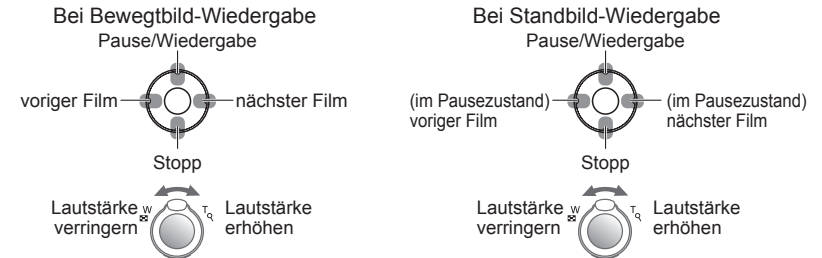 Bei Bewegtbild-Wiedergabe
Pause/Wiedergabe
voriger Film
nächster Film
Stopp
Lautstärke
verringern
W
T
Lautstärke
erhöhen
Bei Standbild-Wiedergabe
Pause/Wiedergabe
(im Pausezustand)
voriger Film
(im Pausezustand)
nächster Film
Stopp
Lautstärke
verringern
W
T
Lautstärke
erhöhen